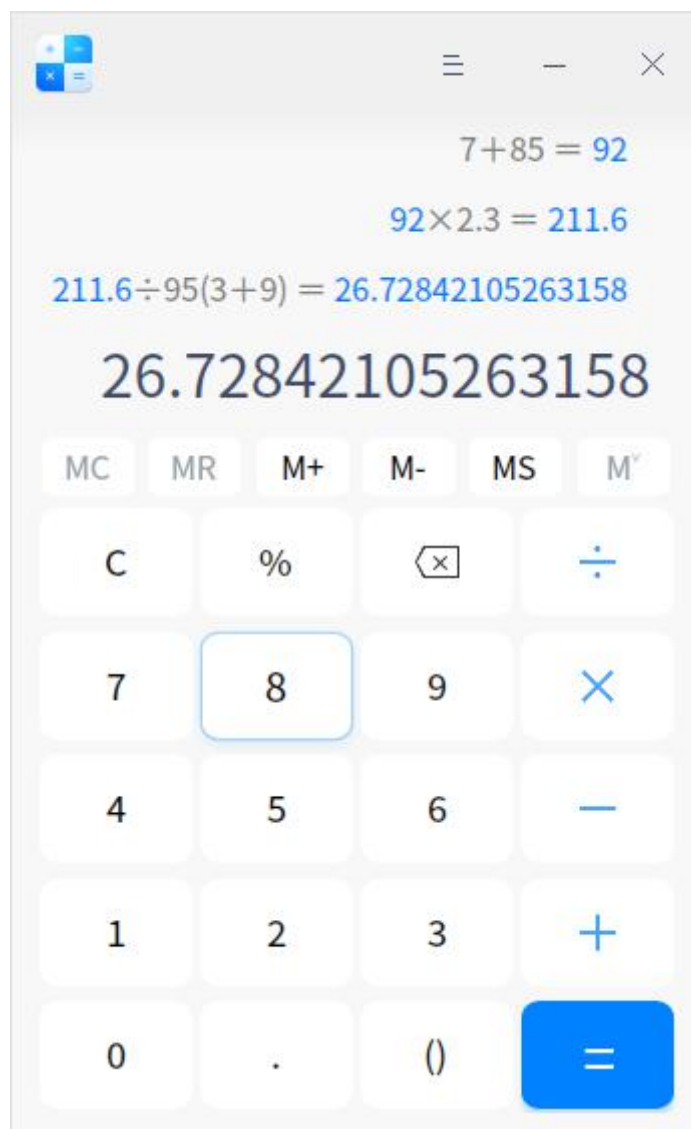 7+85 = 92
92×2.3 = 211.6
211.6÷95(3+9) = 26.72842105263158
26.72842105263158
MC MR M+ M- MS M˅
C % ÷
7 8 9 ×
4 5 6 −
1 2 3 +
0 . () =